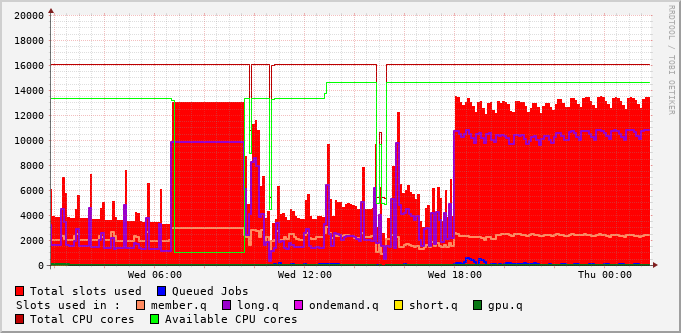 20000
18000
16000
14000
12000
10000
8000
6000
4000
2000
0
Wed 06:00 Wed 12:00 Wed 18:00 Thu 00:00
Total slots used Queued Jobs
Slots used in : member.q long.q ondemand.q short.q gpu.q
Total CPU cores Available CPU cores
RRDTOOL / TOBI OETIKER